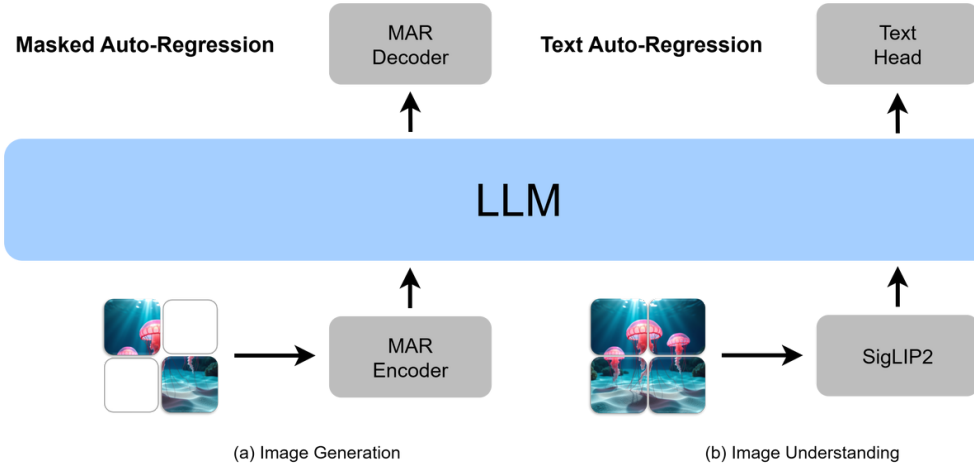 Masked Auto-Regression
MAR
Decoder
Text Auto-Regression
Text
Head
LLM
MAR
Encoder
SigLIP2
(a) Image Generation
(b) Image Understanding